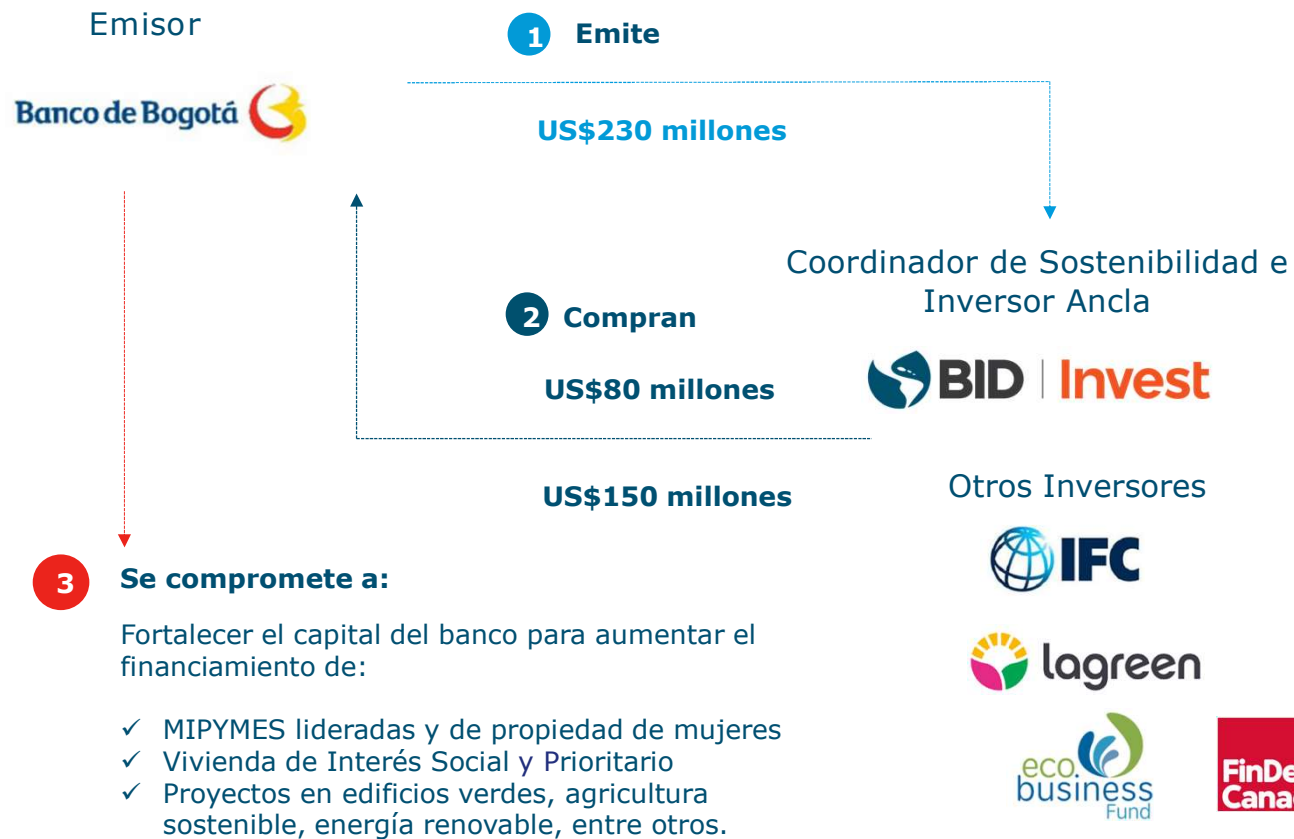 Emisor
1 Emite
Banco de Bogotá
US$230 millones
Coordinador de Sostenibilidad e
Inversor Ancla
2 Compran
US$80 millones
BID | Invest
US$150 millones
Otros Inversores
IFC
lagreen
eco.
business
Fund
FinDe
Cana
3 Se compromete a:
Fortalecer el capital del banco para aumentar el
financiamiento de:
✓ MIPYMES lideradas y de propiedad de mujeres
✓ Vivienda de Interés Social y Prioritario
✓ Proyectos en edificios verdes, agricultura
sostenible, energía renovable, entre otros.